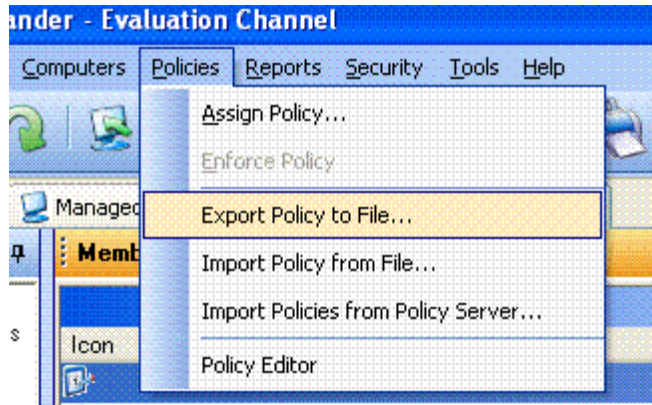 ander - Evaluation Channel
Computers Policies Reports Security Tools Help
Assign Policy...
Enforce Policy
Managed
Export Policy to File...
Memb
Import Policy from File...
Import Policies from Policy Server...
s
Icon
Policy Editor